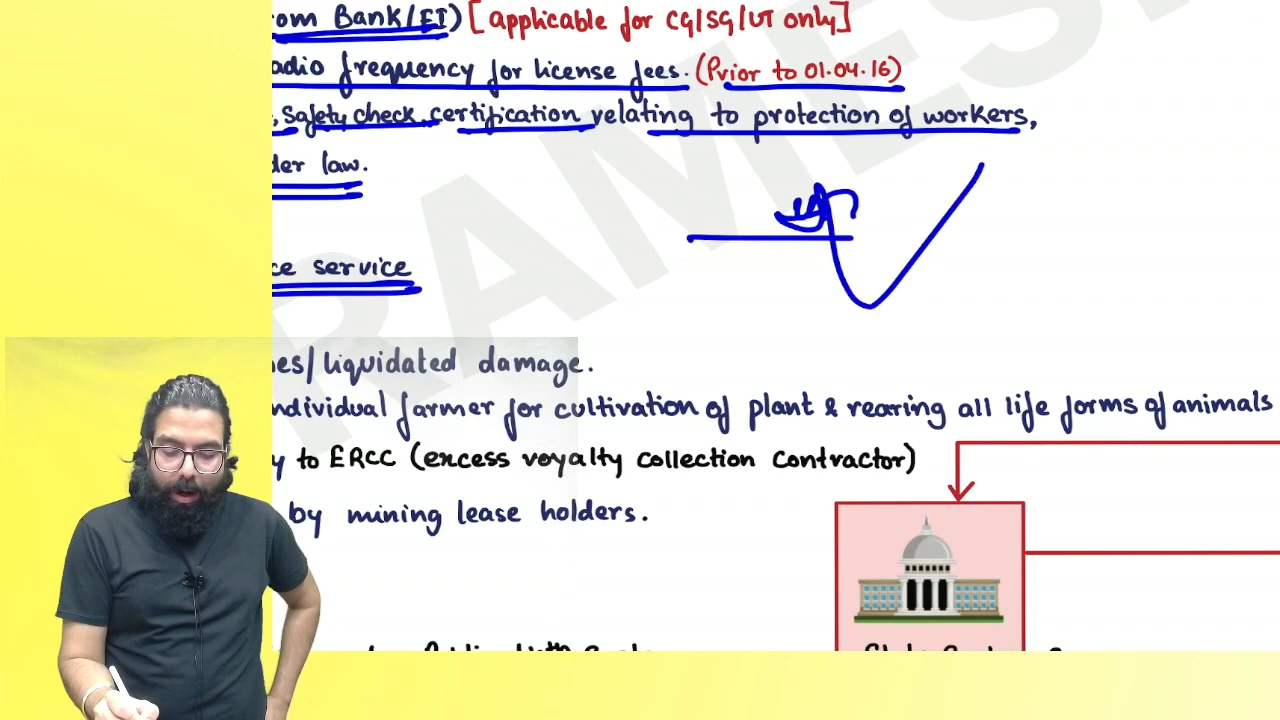 om Bank/FI) [applicable for CG/SG/UT only]
adio frequency for license fees. (Prior to 01.04.16)
, safety check certification relating to protection of workers,
der law.
ce service
es/liquidated damage.
ndividual farmer for cultivation of plant & rearing all life forms of animals
y to ERCC (excess royalty collection contractor)
by mining lease holders.
RAMES